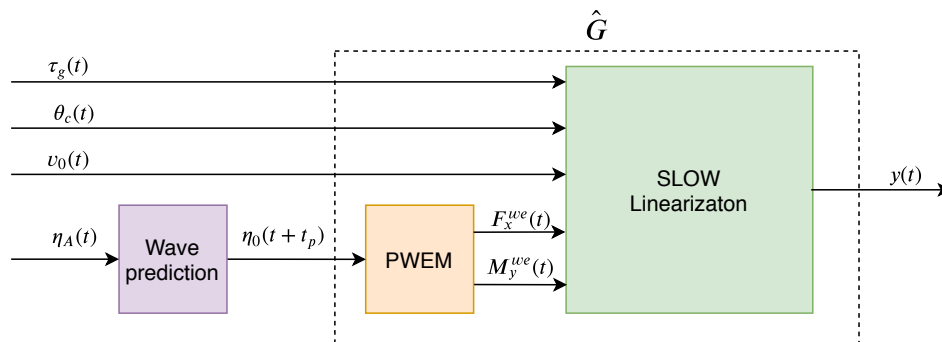 Ĝ
τ_g(t)
θ_c(t)
v_0(t)
SLOW
Linearizaton
y(t)
η_A(t)
Wave
prediction
η_0(t + t_p)
PWEM
F_x^{we}(t)
M_y^{we}(t)